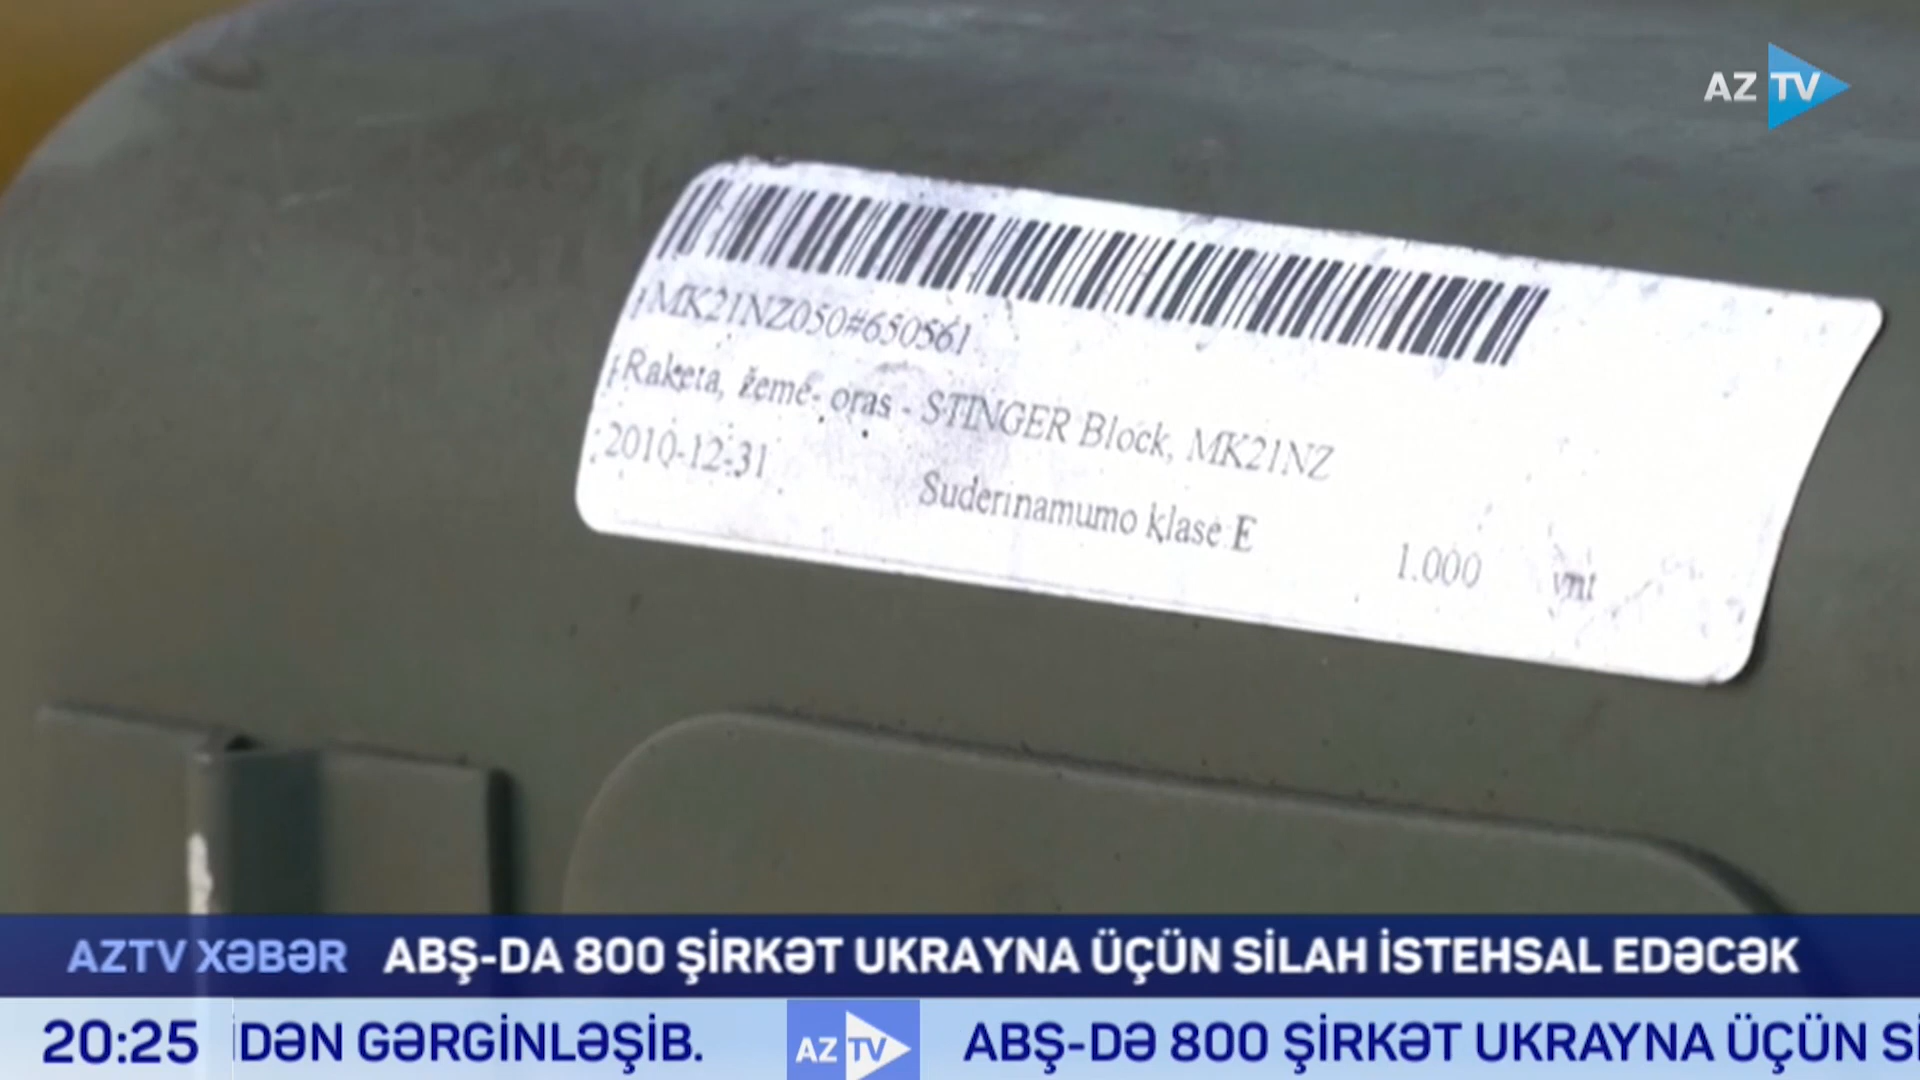 AZ TV
MK21NZ050#650561
Raketa, žemė- oras - STINGER Block, MK21NZ
2010-12-31
Suderinamumo klasė E
1.000 vnt
AZTV XƏBƏR ABŞ-DA 800 ŞİRKƏT UKRAYNA ÜÇÜN SİLAH İSTEHSAL EDƏCƏK
20:25 İDƏN GƏRGİNLƏŞİB. AZ TV ABŞ-DƏ 800 ŞİRKƏT UKRAYNA ÜÇÜN Sİ